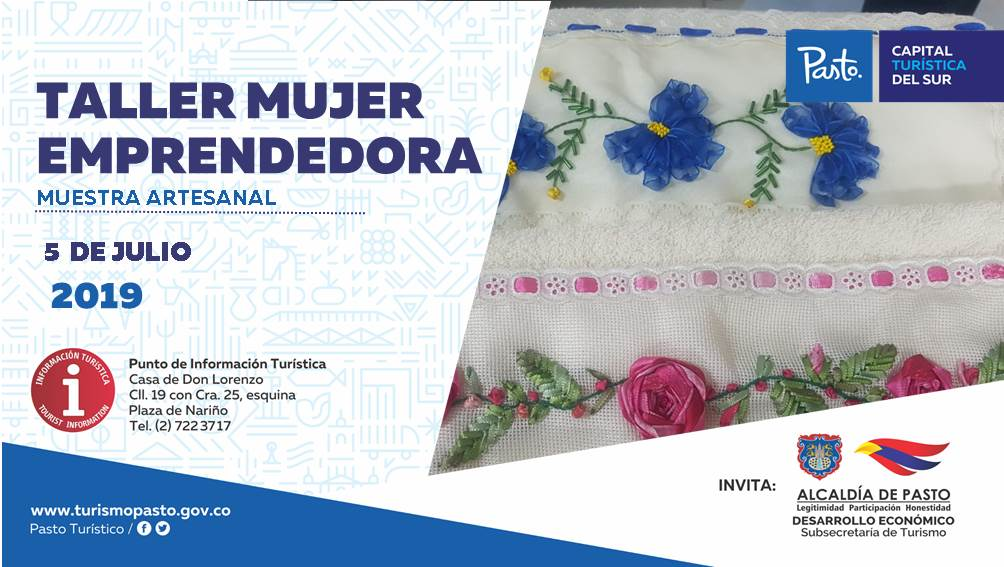 TALLER MUJER
EMPRENDEDORA
MUESTRA ARTESANAL
5 DE JULIO
2019
INFORMACIÓN TURÍSTICA
i
TOURIST INFORMATION
Punto de Información Turística
Casa de Don Lorenzo
Cll. 19 con Cra. 25, esquina
Plaza de Nariño
Tel. (2) 7223717
www.turismopasto.gov.co
Pasto Turístico /
Pasto.
CAPITAL
TURÍSTICA
DEL SUR
INVITA:
ALCALDÍA DE PASTO
Legitimidad Participación Honestidad
DESARROLLO ECONÓMICO
Subsecretaría de Turismo